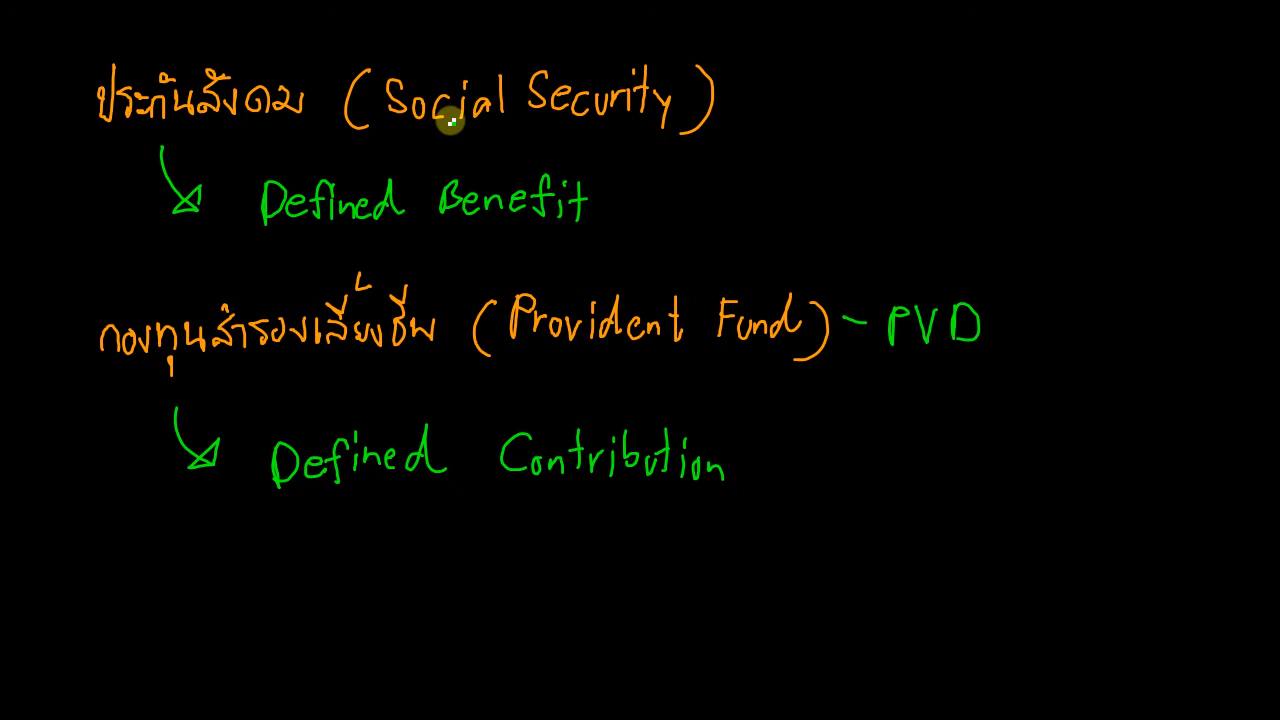 ประกันสังคม (Social Security)
Defined Benefit
กองทุนสำรองเลี้ยงชีพ (Provident Fund) - PVD
Defined Contribution